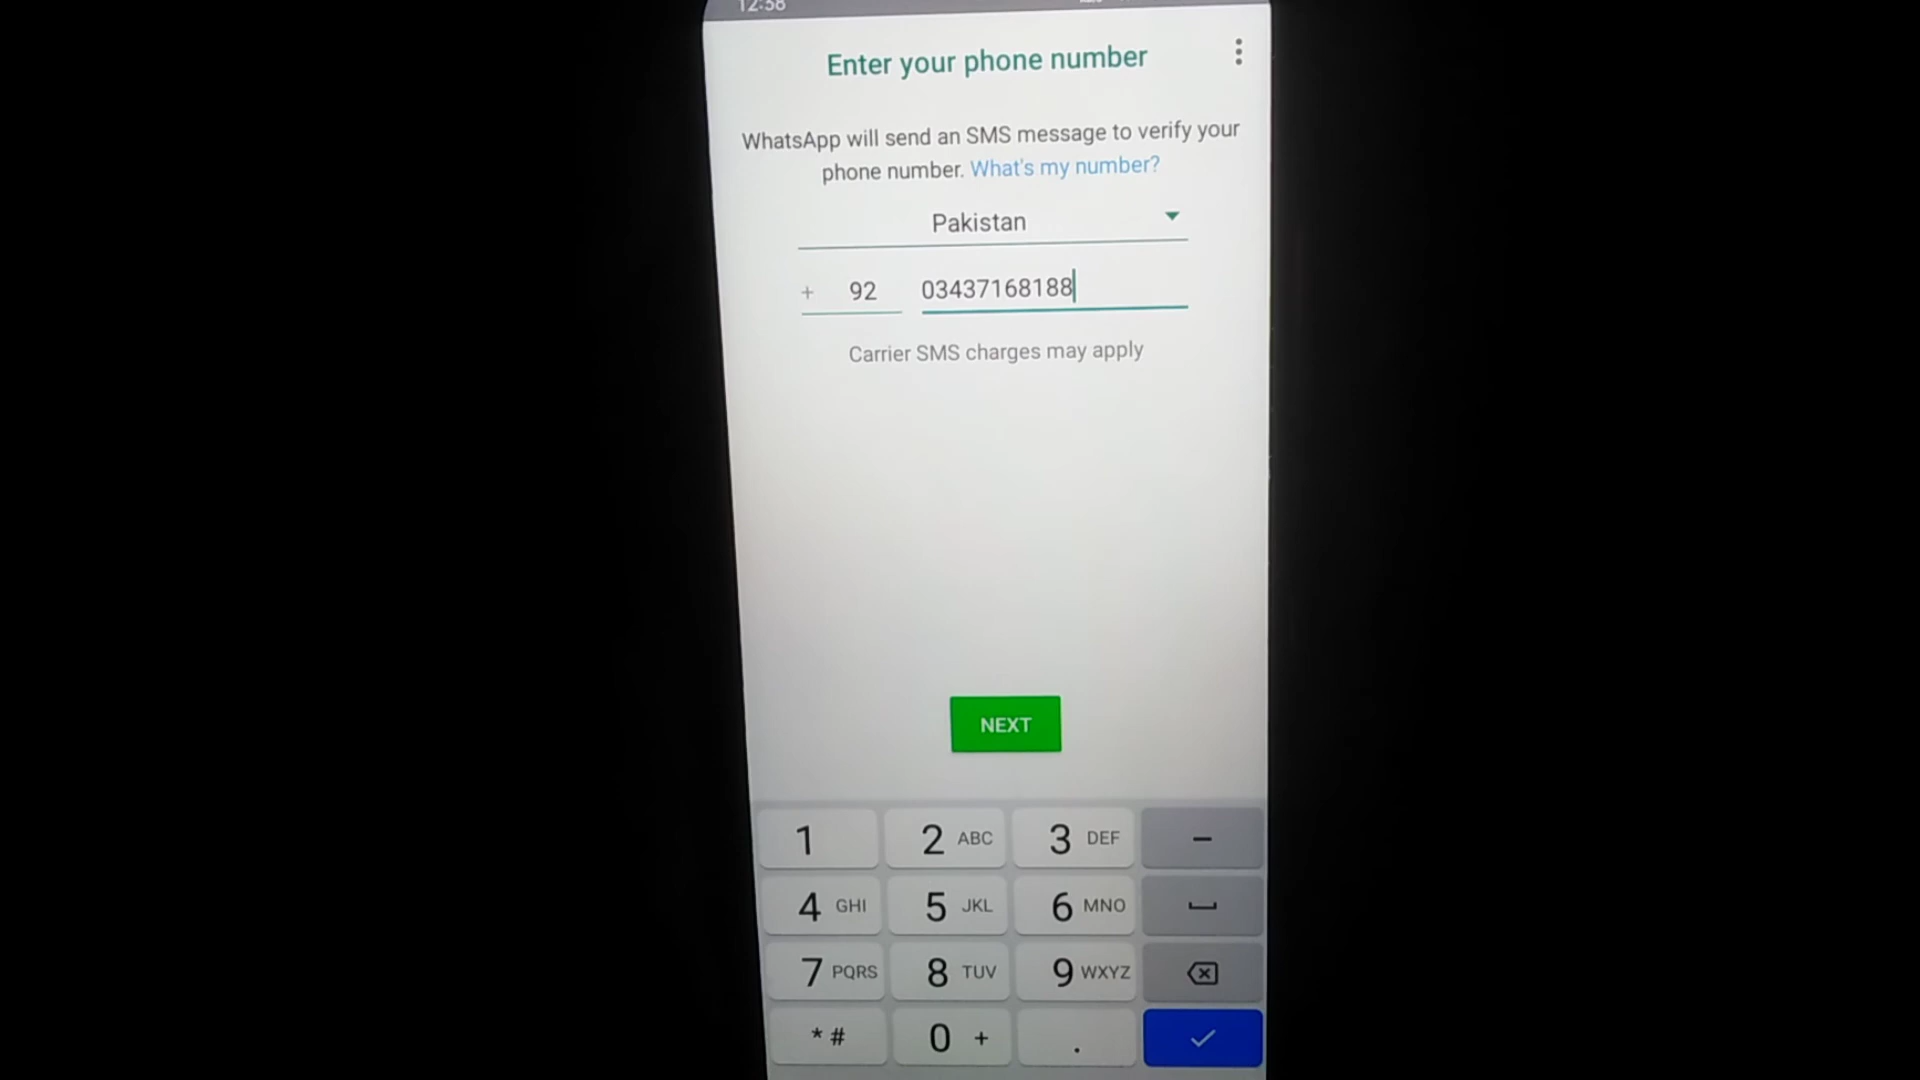 12:58
Enter your phone number
WhatsApp will send an SMS message to verify your
phone number. What's my number?
Pakistan
+ 92 03437168188
Carrier SMS charges may apply
NEXT
1 2 ABC 3 DEF -
4 GHI 5 JKL 6 MNO
7 PQRS 8 TUV 9 WXYZ
* # 0 + .